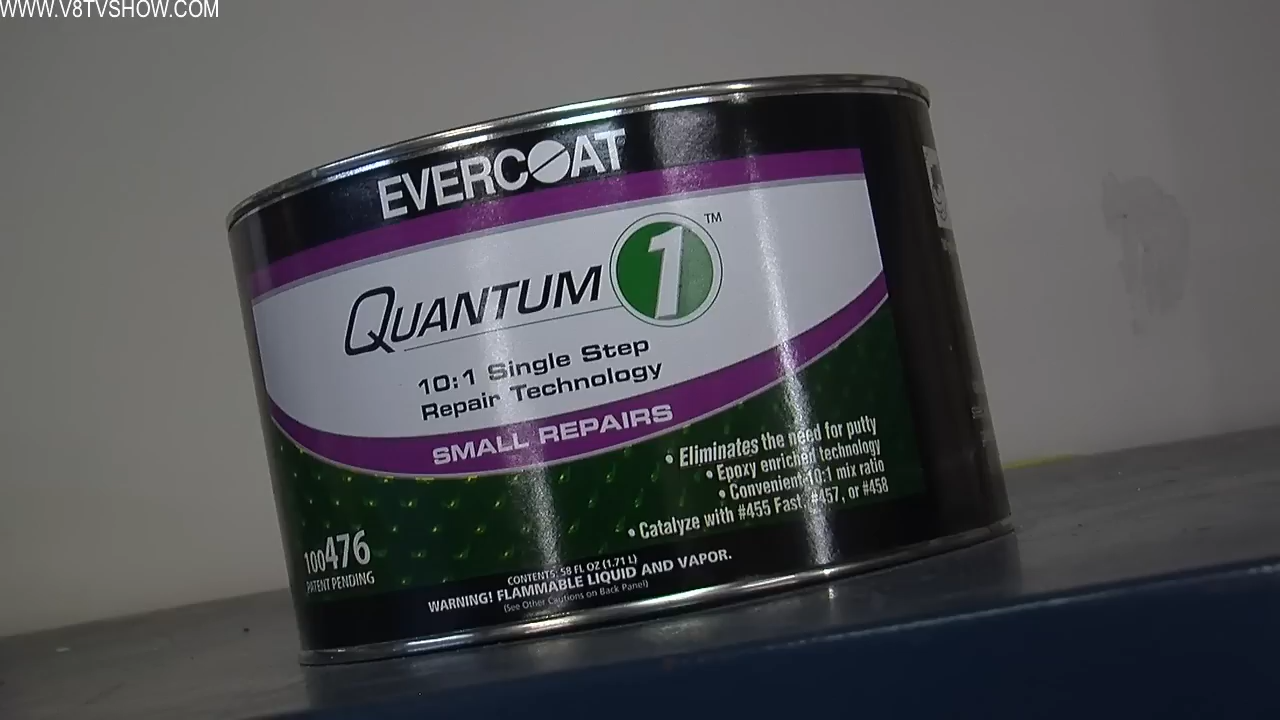 WWW.V8TVSHOW.COM
EVERCOAT
QUANTUM 1 ™
10:1 Single Step
Repair Technology
SMALL REPAIRS
• Eliminates the need for putty
• Epoxy enriched technology
• Convenient 10:1 mix ratio
• Catalyze with #455 Fast, #457, or #458
100476
PATENT PENDING
CONTENTS: 58 FL OZ (1.71 L)
WARNING! FLAMMABLE LIQUID AND VAPOR.
(See Other Cautions on Back Panel)